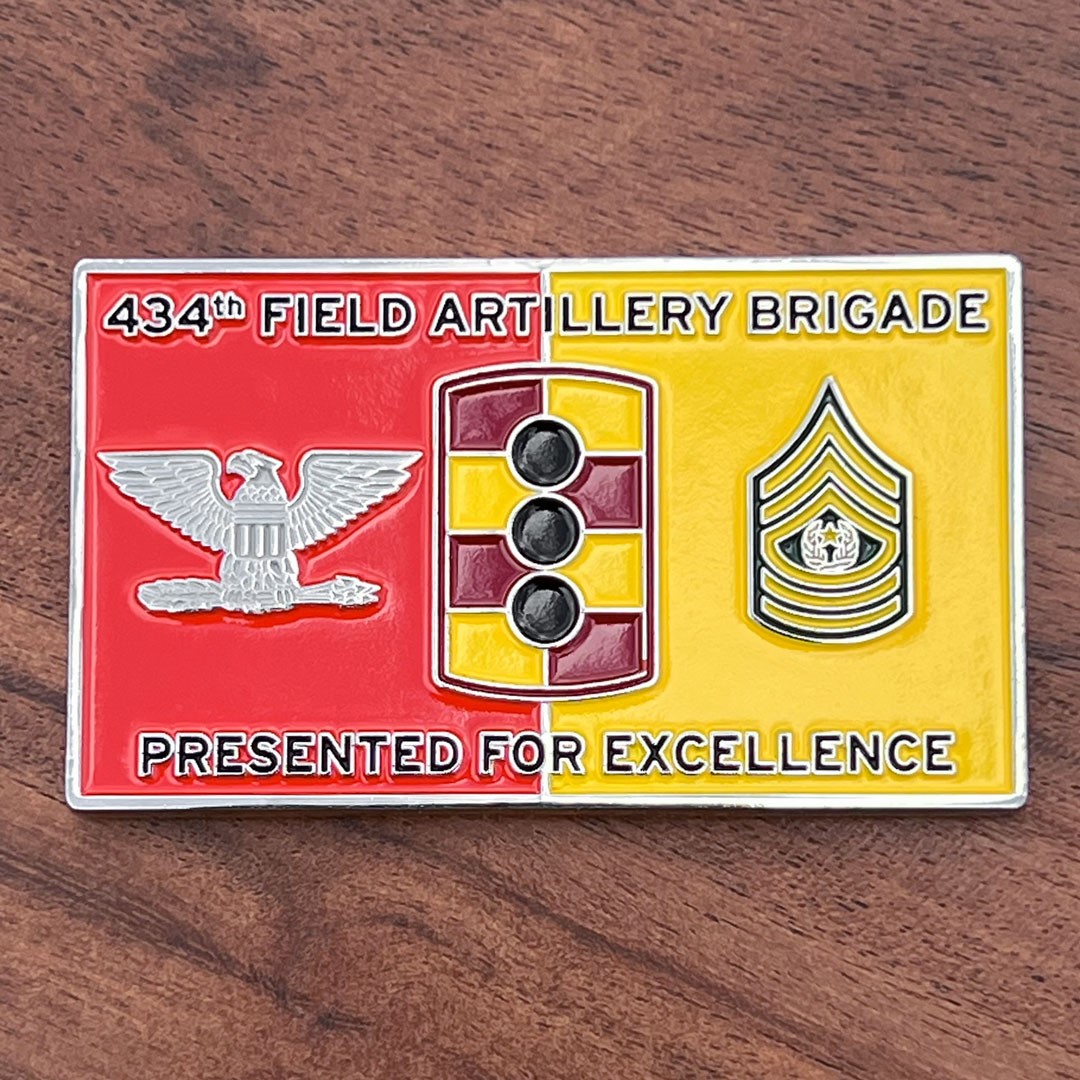 434th FIELD ARTILLERY BRIGADE
PRESENTED FOR EXCELLENCE